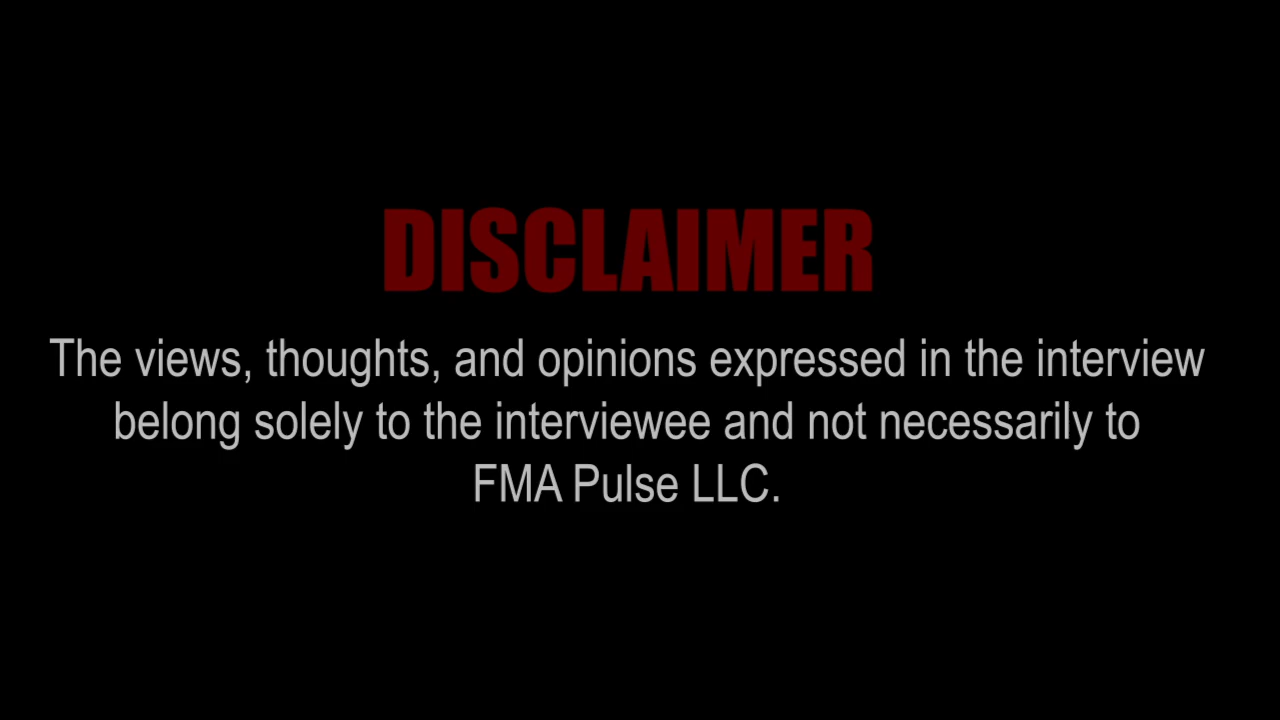 DISCLAIMER
The views, thoughts, and opinions expressed in the interview
belong solely to the interviewee and not necessarily to
FMA Pulse LLC.